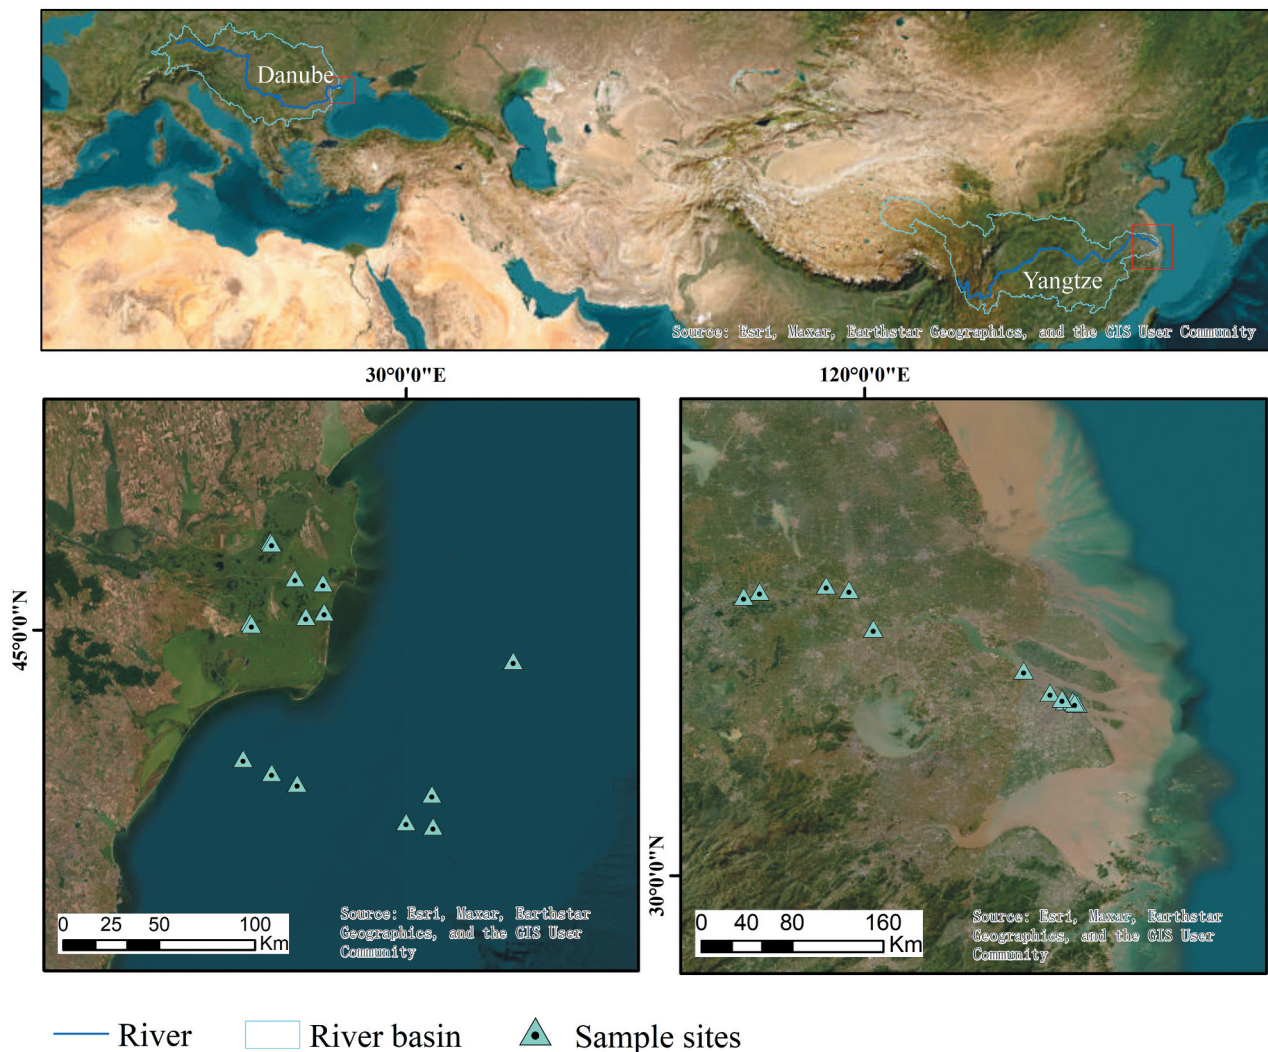 Danube
Yangtze
Source: Esri, Maxar, Earthstar Geographics, and the GIS User Community
30°0'0"E
120°0'0"E
45°0'0"N
30°0'0"N
0 25 50 100
Km
Source: Esri, Maxar, Earthstar
Geographics, and the GIS User
Community
0 40 80 160
Km
Source: Esri, Maxar, Earthstar
Geographics, and the GIS User
Community
River
River basin
Sample sites